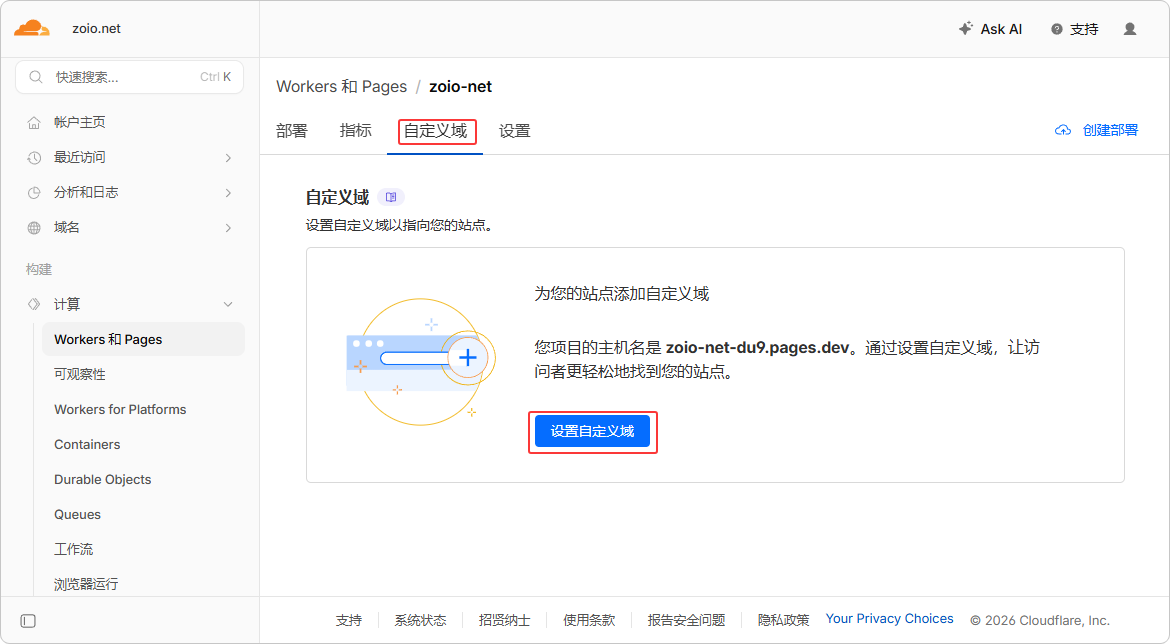 zoio.net
Ask AI
支持
快速搜索...
Ctrl K
帐户主页
最近访问
分析和日志
域名
构建
计算
Workers 和 Pages
可观察性
Workers for Platforms
Containers
Durable Objects
Queues
工作流
浏览器运行
Workers 和 Pages / zoio-net
部署
指标
自定义域
设置
创建部署
自定义域
设置自定义域以指向您的站点。
为您的站点添加自定义域
您项目的主机名是 zoio-net-du9.pages.dev。通过设置自定义域，让访
问者更轻松地找到您的站点。
设置自定义域
支持
系统状态
招贤纳士
使用条款
报告安全问题
隐私政策
Your Privacy Choices
© 2026 Cloudflare, Inc.